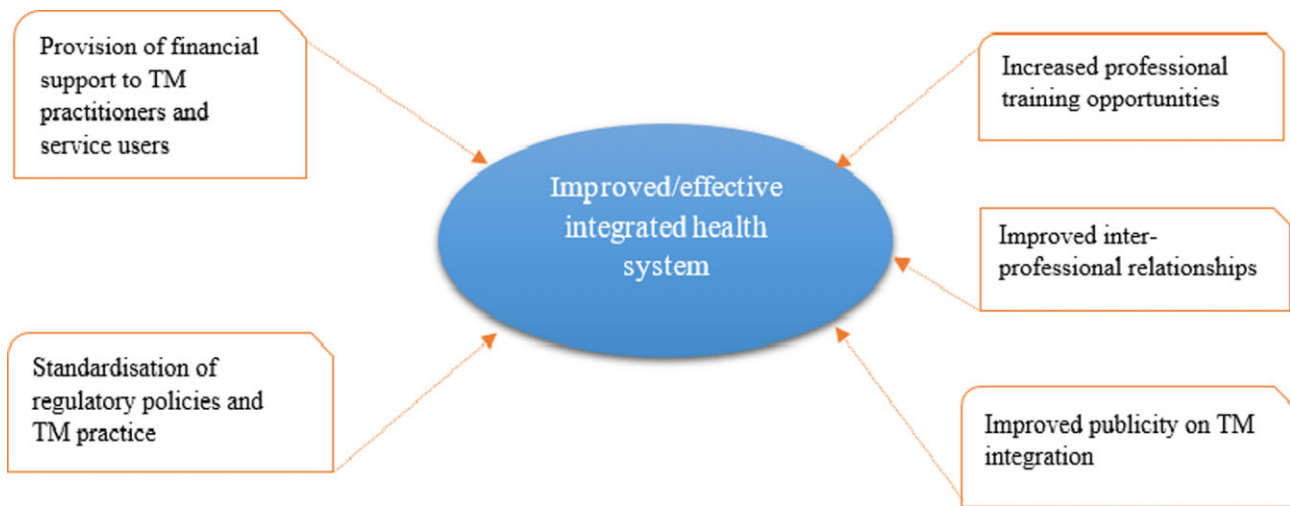 Provision of financial
support to TM
practitioners and
service users
Increased professional
training opportunities
Improved/effective
integrated health
system
Improved inter-
professional relationships
Standardisation of
regulatory policies and
TM practice
Improved publicity on TM
integration